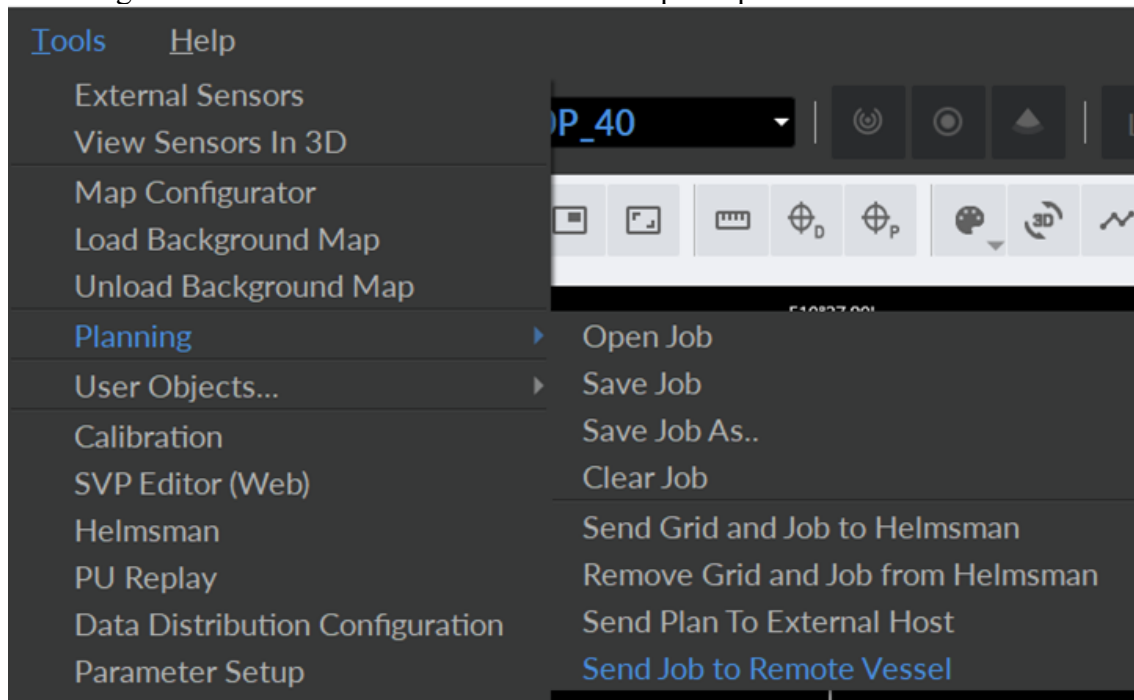 Tools Help
External Sensors
View Sensors In 3D
Map Configurator
Load Background Map
Unload Background Map
Planning
User Objects...
Calibration
SVP Editor (Web)
Helmsman
PU Replay
Data Distribution Configuration
Parameter Setup
P_40
D
P
3D
Open Job
Save Job
Save Job As..
Clear Job
Send Grid and Job to Helmsman
Remove Grid and Job from Helmsman
Send Plan To External Host
Send Job to Remote Vessel